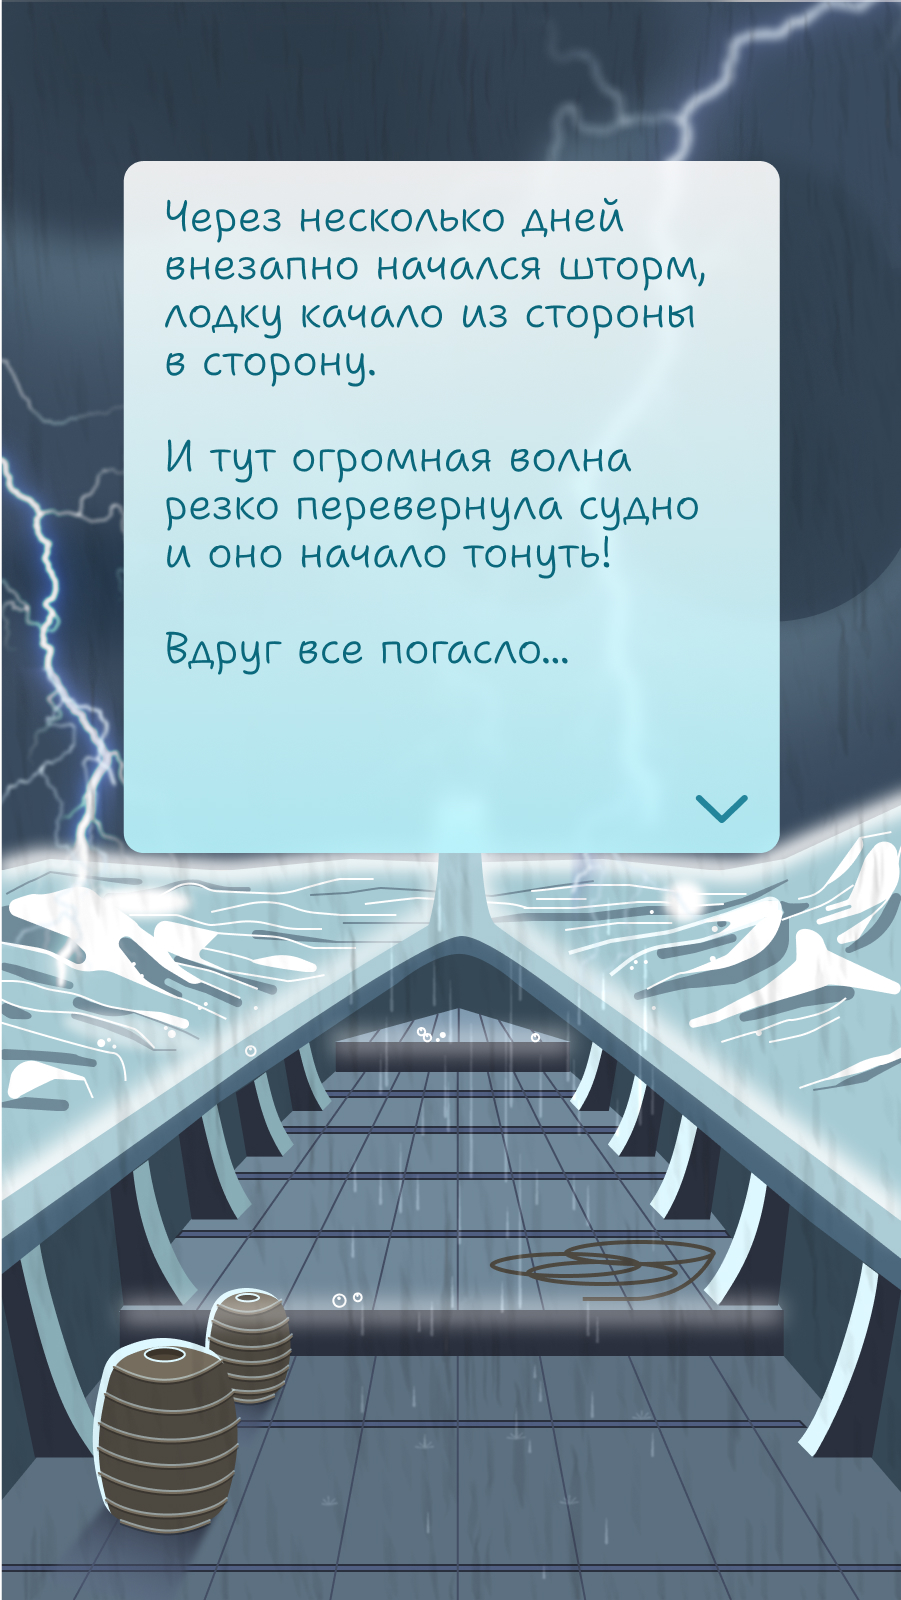 Через несколько дней
внезапно начался шторм,
лодку качало из стороны
в сторону.
И тут огромная волна
резко перевернула судно
и оно начало тонуть!
Вдруг все погасло...